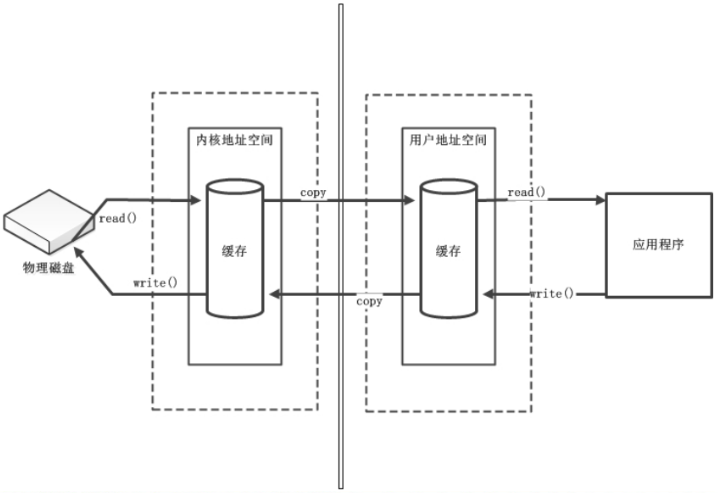 内核地址空间
用户地址空间
copy
read()
read()
缓存
缓存
应用程序
物理磁盘
write()
copy
write()